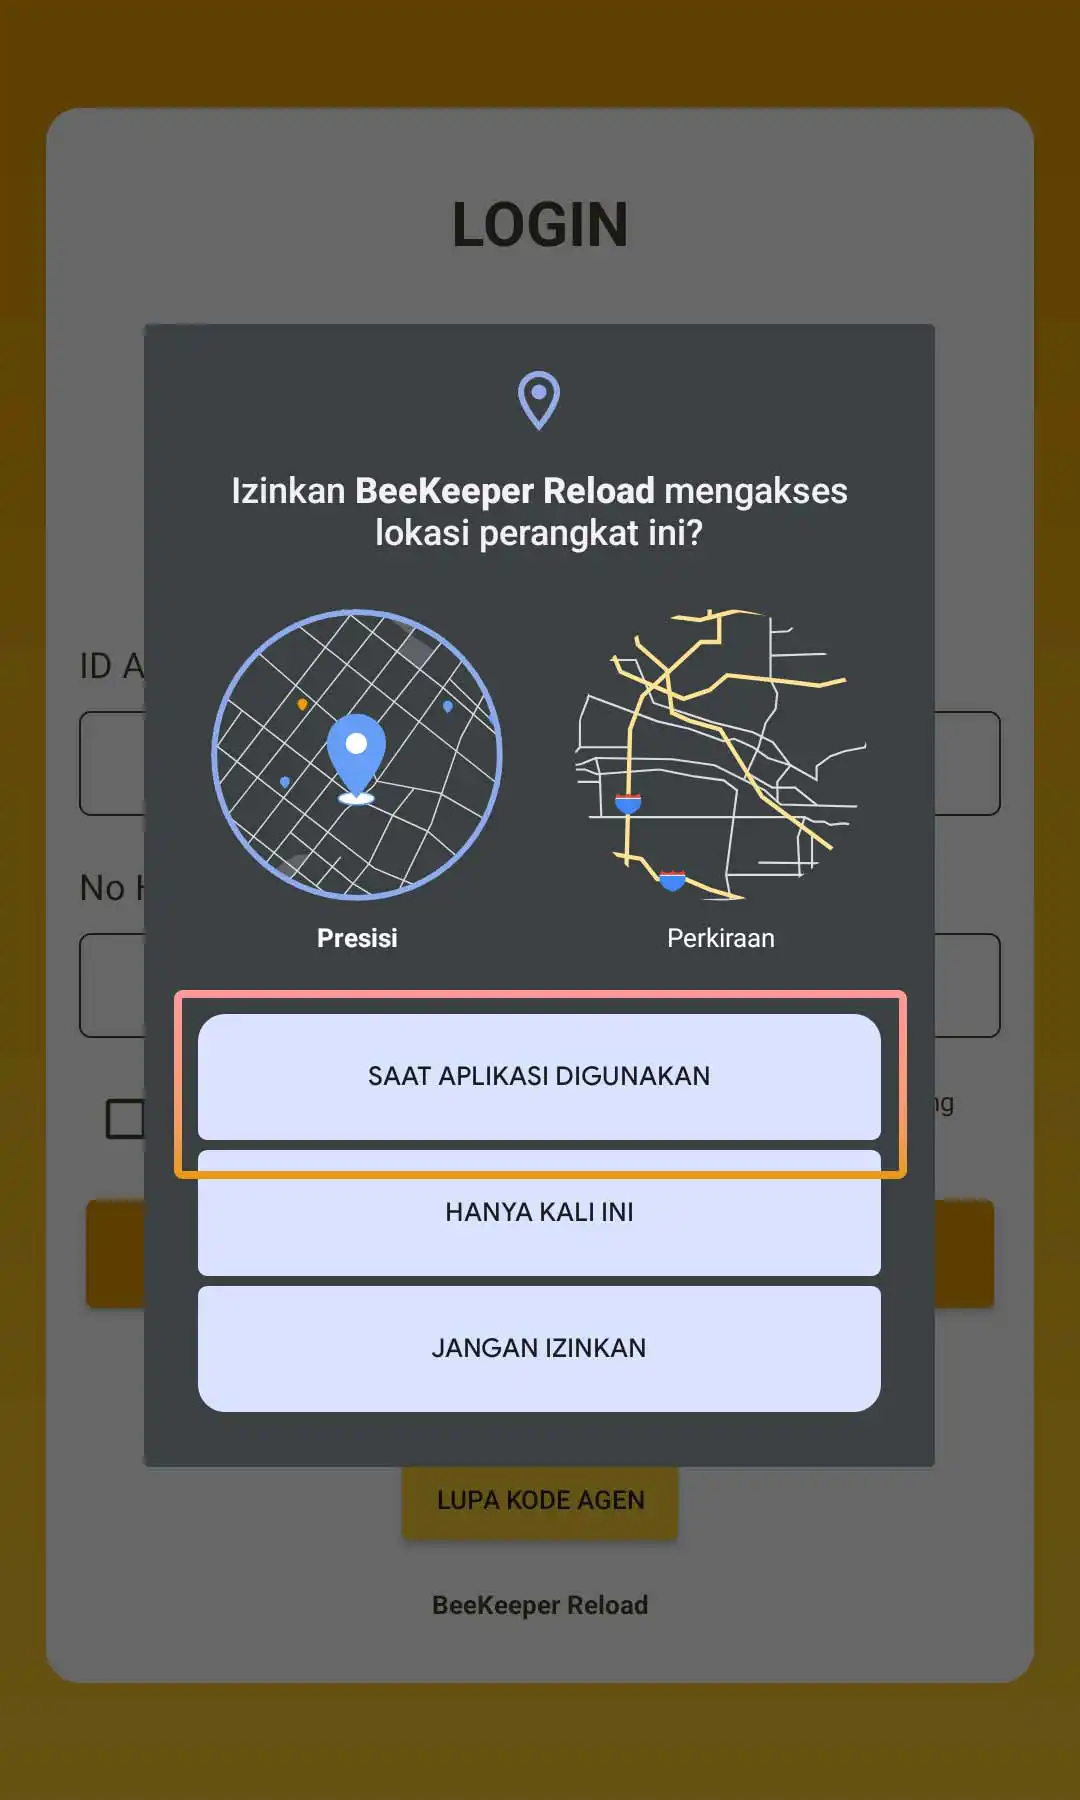 LOGIN
Izinkan BeeKeeper Reload mengakses
lokasi perangkat ini?
ID A
Presisi
Perkiraan
No H
SAAT APLIKASI DIGUNAKAN
ng
HANYA KALI INI
JANGAN IZINKAN
LUPA KODE AGEN
BeeKeeper Reload